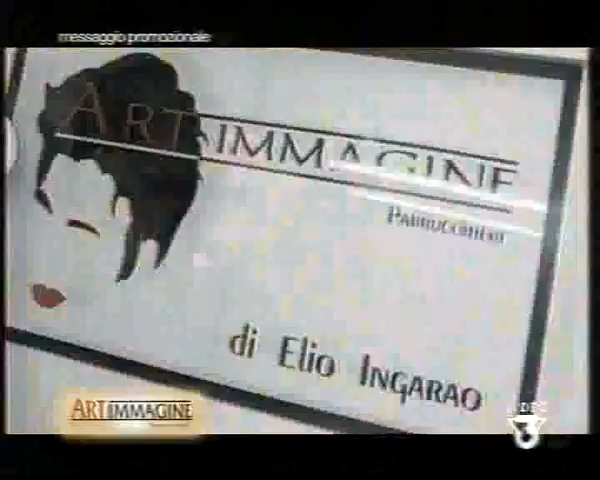 messaggio promozionale
ARTIMMAGINE
PARRUCCHIERI
di Elio INGARAO
ARTIMMAGINE